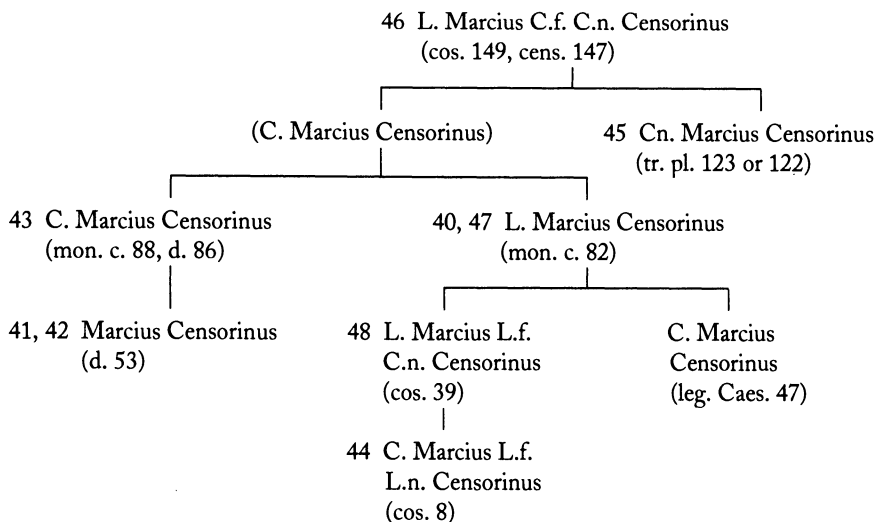 46 L. Marcius C.f. C.n. Censorinus
(cos. 149, cens. 147)
(C. Marcius Censorinus)
45 Cn. Marcius Censorinus
(tr. pl. 123 or 122)
43 C. Marcius Censorinus
(mon. c. 88, d. 86)
40, 47 L. Marcius Censorinus
(mon. c. 82)
41, 42 Marcius Censorinus
(d. 53)
48 L. Marcius L.f.
C.n. Censorinus
(cos. 39)
C. Marcius
Censorinus
(leg. Caes. 47)
44 C. Marcius L.f.
L.n. Censorinus
(cos. 8)